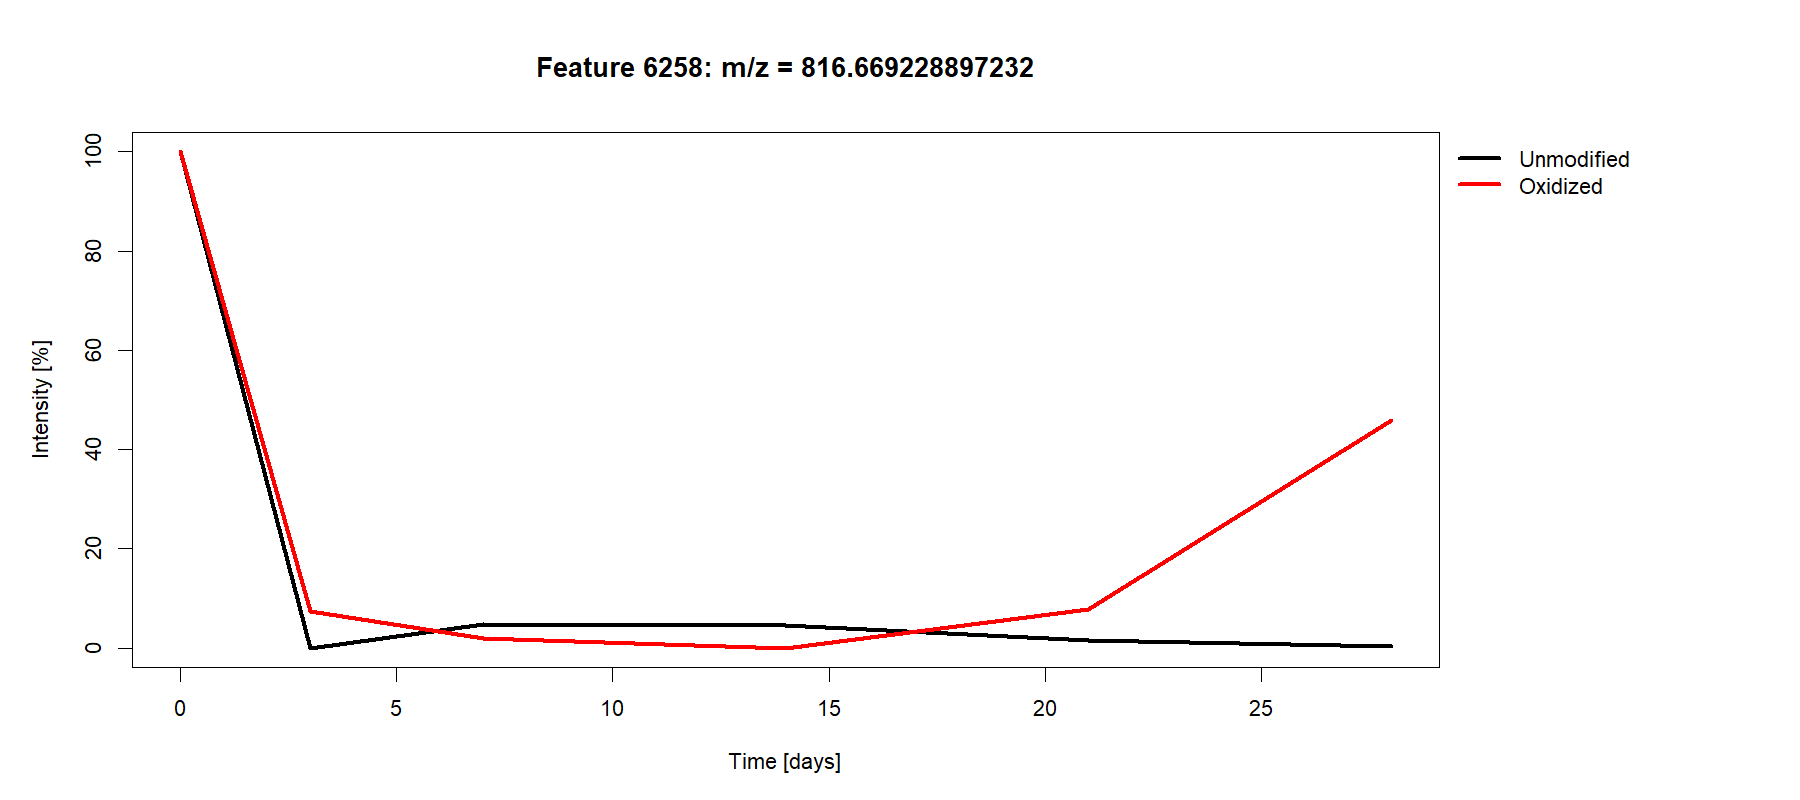 Feature 6258: m/z = 816.669228897232
Unmodified
Oxidized
Intensity [%]
100
80
60
40
20
0
0 5 10 15 20 25
Time [days]